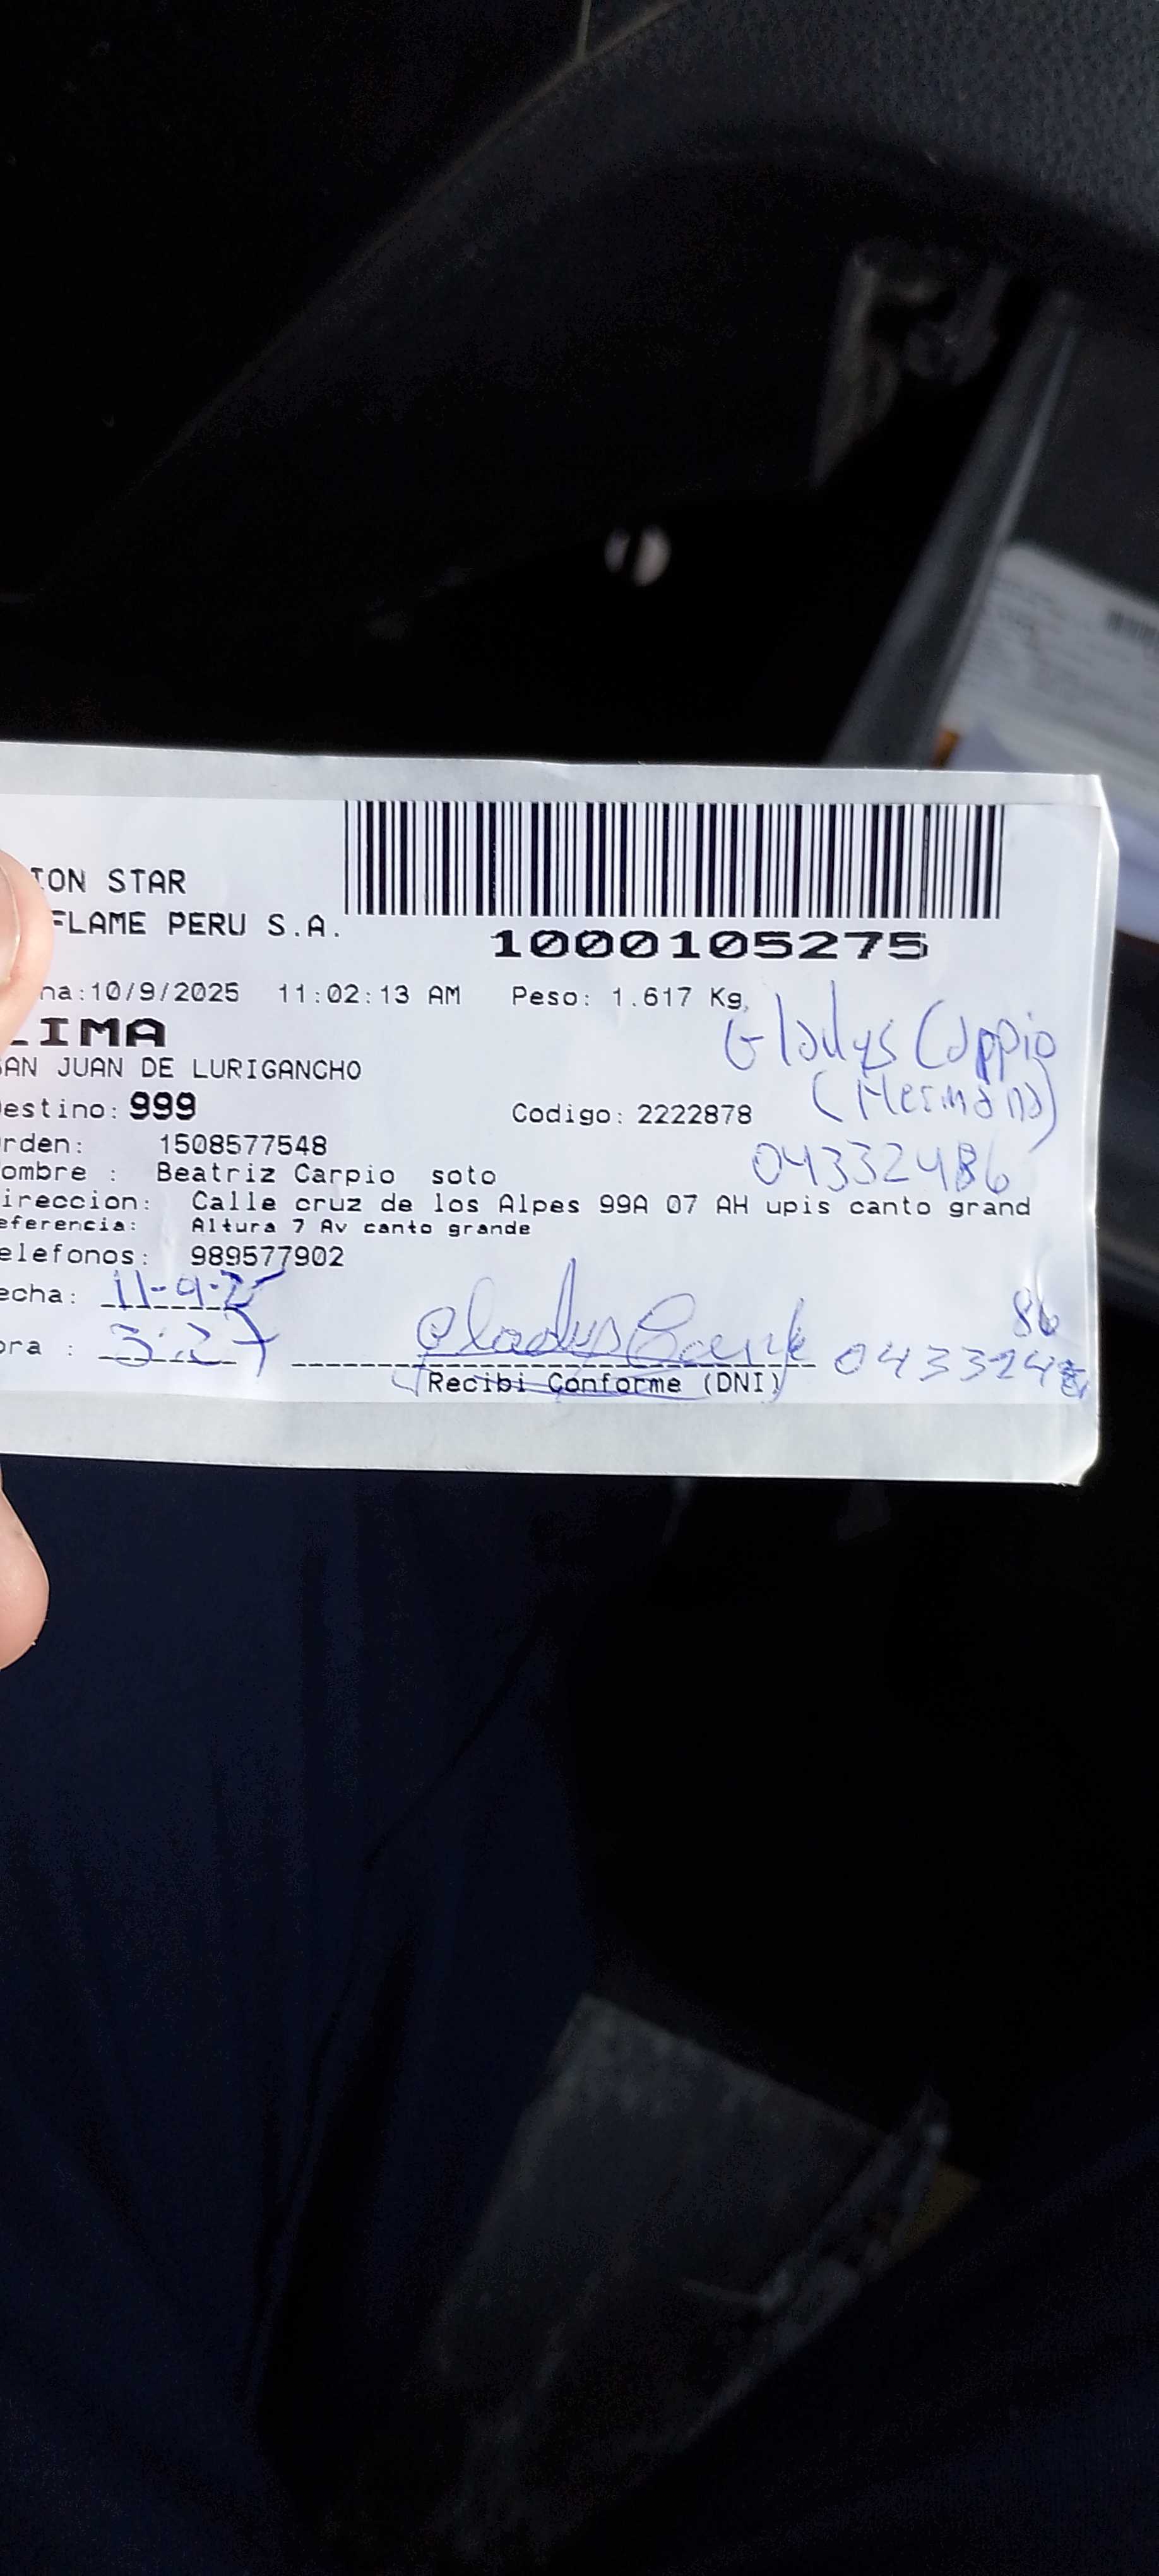 ION STAR
FLAME PERU S.A.
1000105275
ha:10/9/2025 11:02:13 AM Peso: 1.617 Kg.
LIMA
Gladys Carpio
(Hermana)
SAN JUAN DE LURIGANCHO
Destino: 999 Codigo: 2222878
rden: 1508577548
04332486
ombre : Beatriz Carpio soto
ireccion: Calle cruz de los Alpes 99A 07 AH upis canto grand
eferencia: Altura 7 Av canto grande
elefonos: 989577902
echa: 11-9-25
ora : 3:27
86
0433248
Recibi Conforme (DNI)